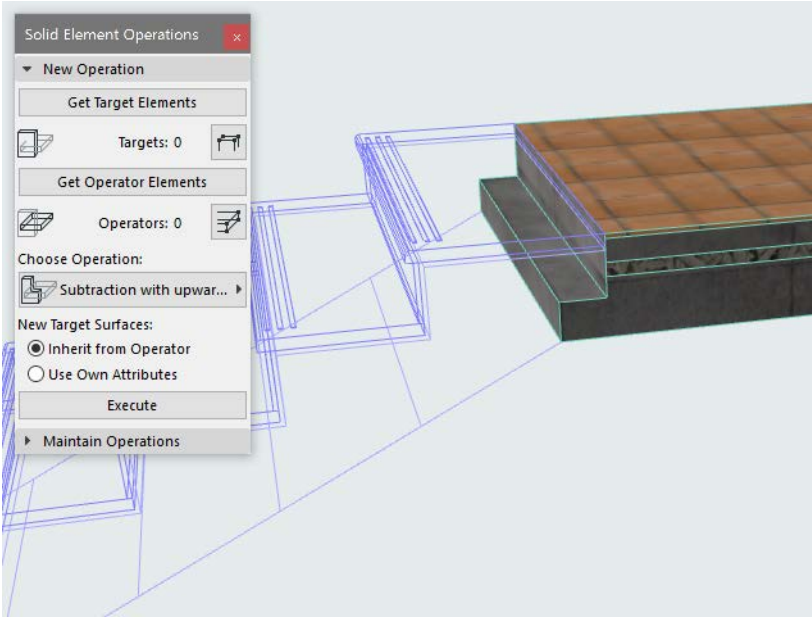 Solid Element Operations
New Operation
Get Target Elements
Targets: 0
Get Operator Elements
Operators: 0
Choose Operation:
Subtraction with upwar...
New Target Surfaces:
Inherit from Operator
Use Own Attributes
Execute
Maintain Operations